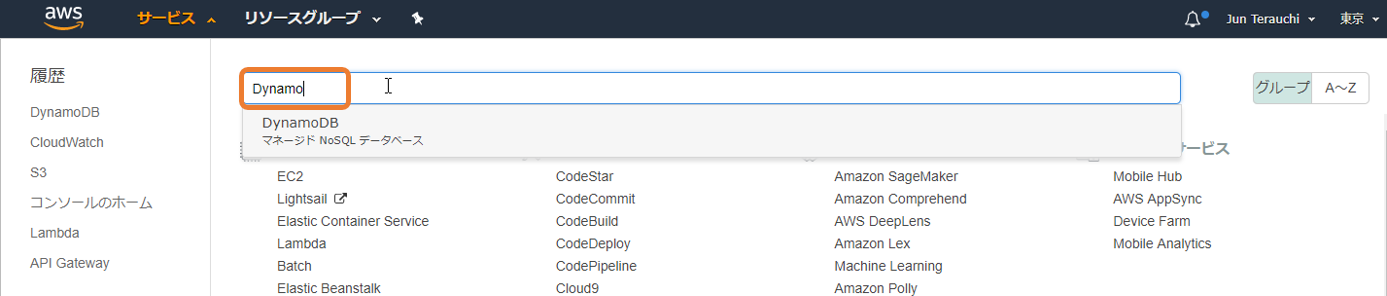 aws サービス リソースグループ Jun Terauchi 東京
履歴
DynamoDB
CloudWatch
S3
コンソールのホーム
Lambda
API Gateway
Dynamo
グループ A～Z
DynamoDB
マネージド NoSQL データベース
サービス
EC2
Lightsail
Elastic Container Service
Lambda
Batch
Elastic Beanstalk
CodeStar
CodeCommit
CodeBuild
CodeDeploy
CodePipeline
Cloud9
Amazon SageMaker
Amazon Comprehend
AWS DeepLens
Amazon Lex
Machine Learning
Amazon Polly
Mobile Hub
AWS AppSync
Device Farm
Mobile Analytics